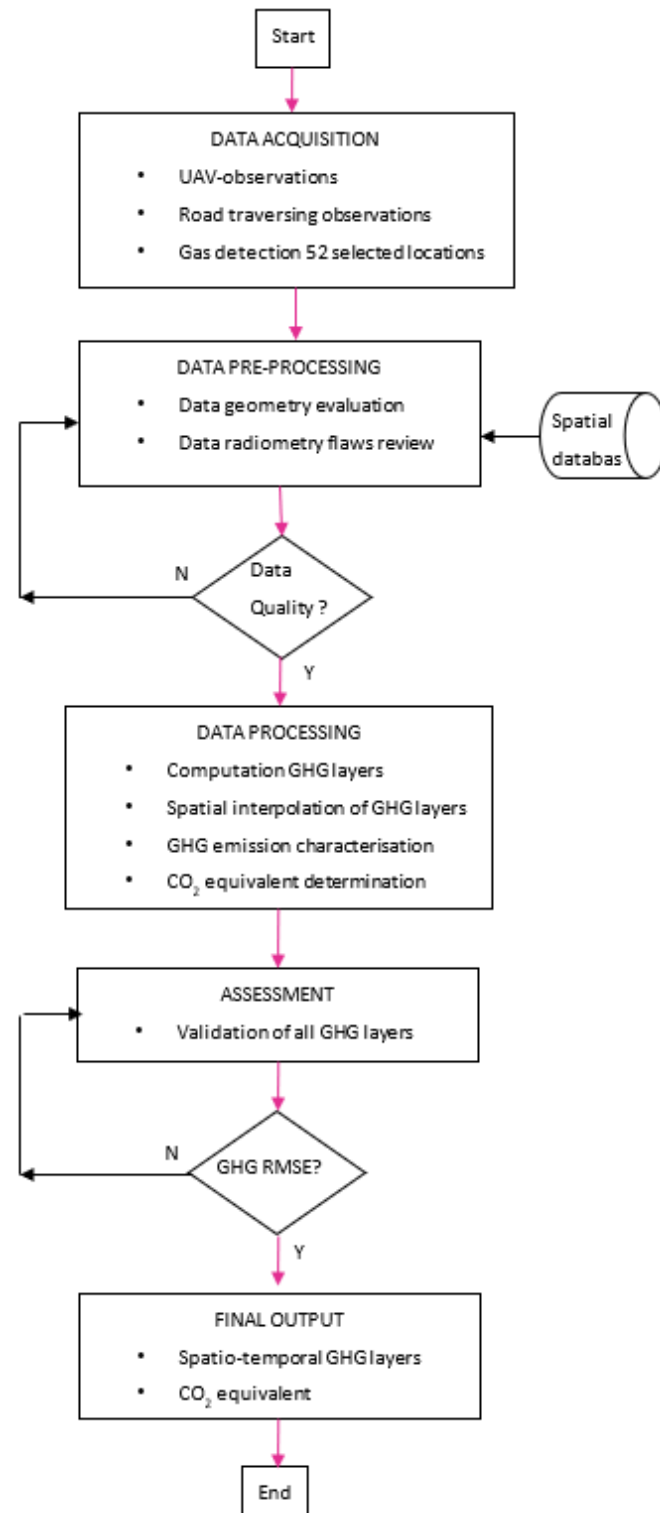 Start
DATA ACQUISITION
• UAV-observations
• Road traversing observations
• Gas detection 52 selected locations
DATA PRE-PROCESSING
• Data geometry evaluation
• Data radiometry flaws review
Spatial
databas
N
Data
Quality ?
Y
DATA PROCESSING
• Computation GHG layers
• Spatial interpolation of GHG layers
• GHG emission characterisation
• CO₂ equivalent determination
ASSESSMENT
• Validation of all GHG layers
N
GHG RMSE?
Y
FINAL OUTPUT
• Spatio-temporal GHG layers
• CO₂ equivalent
End